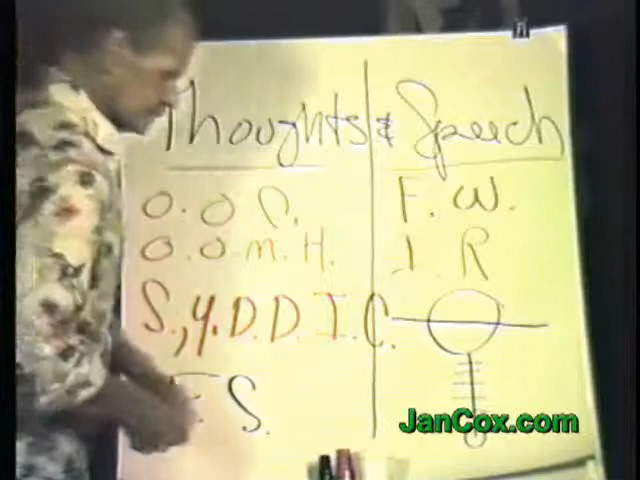 Thoughts & Speech
O. O C. F. W.
O. O. M. H. I R
S., Y. D. D. I. C.
F. S.
JanCox.com